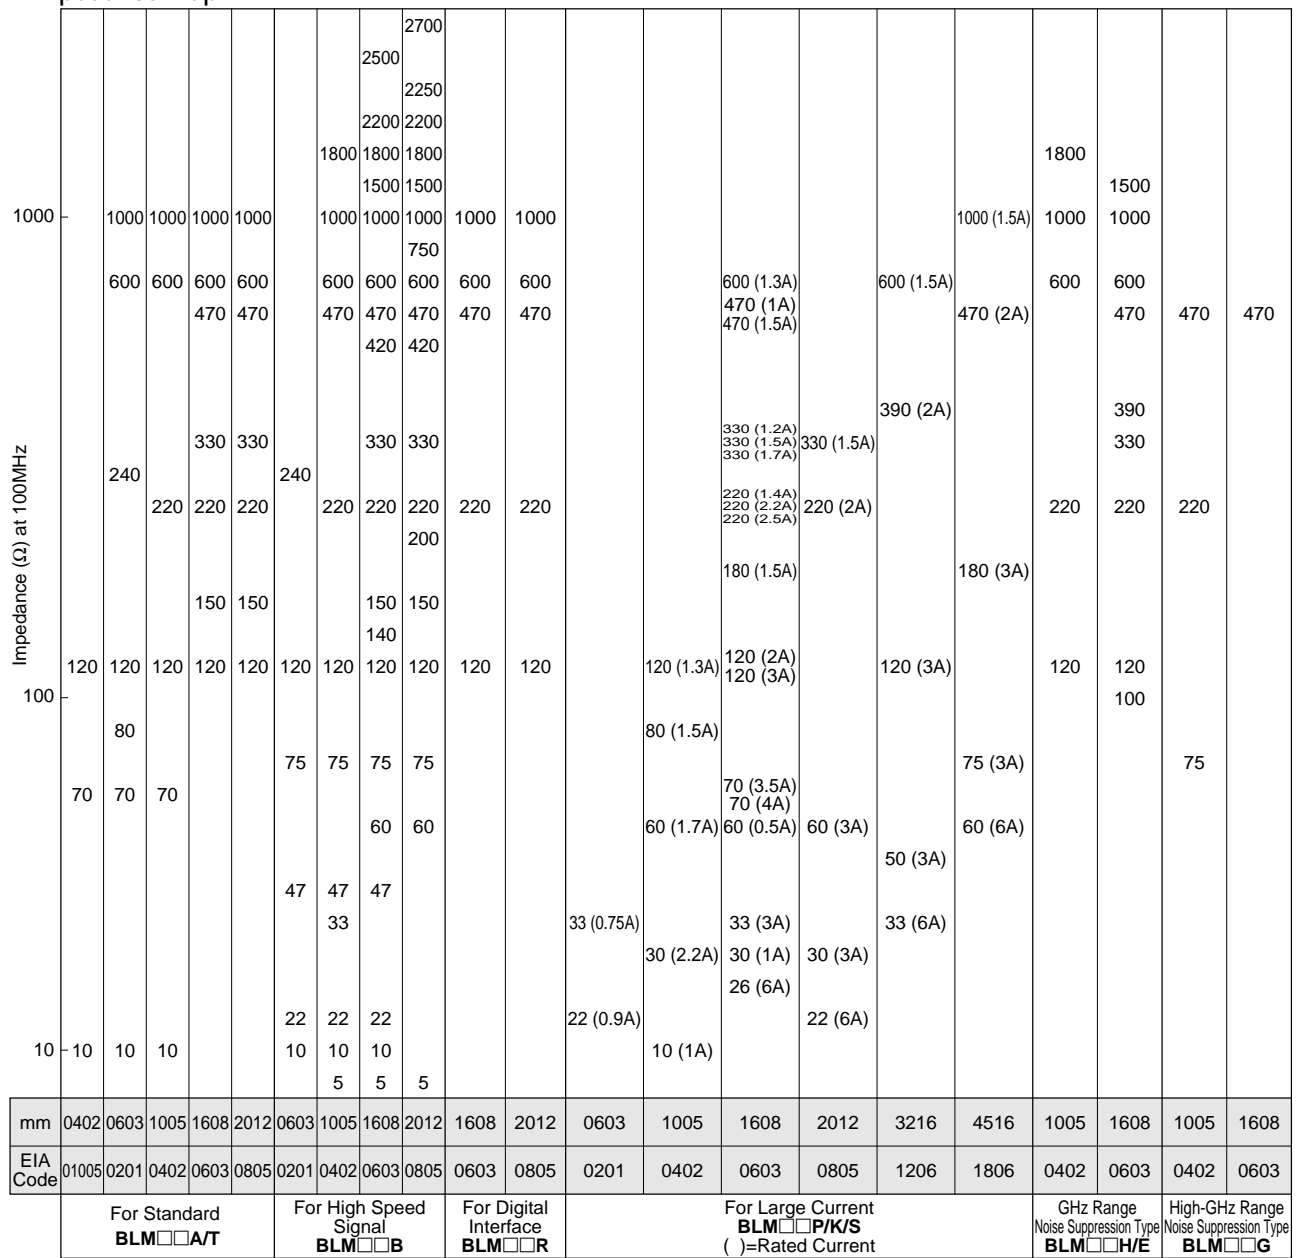 2700
2500
2250
2200 2200
1800 1800 1800 1800
1500 1500 1500
1000 1000 1000 1000 1000 1000 1000 1000 1000 1000 1000 (1.5A) 1000 1000
750
600 600 600 600 600 600 600 600 600 600 (1.3A) 600 (1.5A) 600 600
470 (1A)
470 470 470 470 470 470 470 470 (2A) 470 470 470
470 (1.5A)
420 420
390 (2A) 390
330 (1.2A)
330 330 330 330 330 (1.5A) 330 (1.5A) 330
330 (1.7A)
240 240
220 (1.4A)
220 220 220 220 220 220 220 220 220 (2.2A) 220 (2A) 220 220 220
220 (2.5A)
200
180 (1.5A) 180 (3A)
150 150 150 150
140
120 (2A)
120 120 120 120 120 120 120 120 120 120 120 120 (1.3A) 120 (3A) 120 120
120 (3A)
100 100
80 80 (1.5A)
75 75 75 75 75 (3A) 75
70 (3.5A)
70 70 70
70 (4A)
60 60 60 (1.7A) 60 (0.5A) 60 (3A) 60 (6A)
50 (3A)
47 47 47
33 33 (0.75A) 33 (3A) 33 (6A)
30 (2.2A) 30 (1A) 30 (3A)
26 (6A)
22 22 22 22 (0.9A) 22 (6A)
10 10 10 10 10 10 10 10 (1A)
5 5 5
Impedance (Ω) at 100MHz
mm 0402 0603 1005 1608 2012 0603 1005 1608 2012 1608 2012 0603 1005 1608 2012 3216 4516 1005 1608 1005 1608
EIA Code 01005 0201 0402 0603 0805 0201 0402 0603 0805 0603 0805 0201 0402 0603 0805 1206 1806 0402 0603 0402 0603
For Standard
BLM□□A/T
For High Speed
Signal
BLM□□B
For Digital
Interface
BLM□□R
For Large Current
BLM□□P/K/S
( )=Rated Current
GHz Range
Noise Suppression Type
BLM□□H/E
High-GHz Range
Noise Suppression Type
BLM□□G